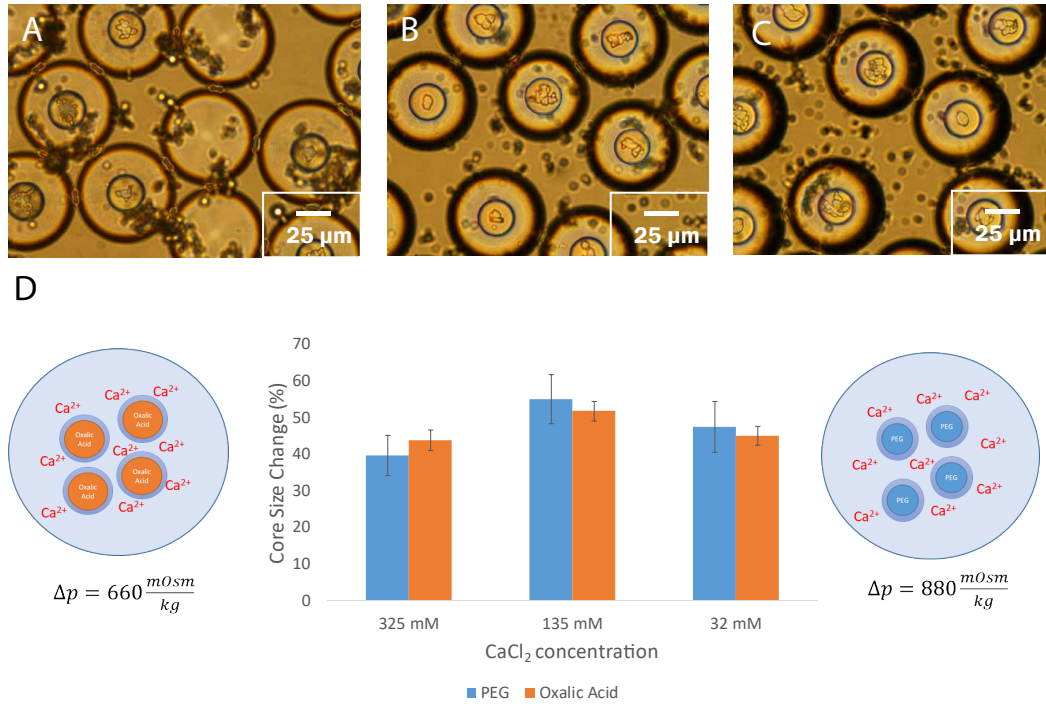 A
B
C
25 µm
25 µm
25 µm
D
Ca²⁺
Ca²⁺
Ca²⁺
Oxalic
Acid
Oxalic
Acid
Ca²⁺
Ca²⁺
Ca²⁺
Oxalic
Acid
Oxalic
Acid
Ca²⁺
Ca²⁺
Ca²⁺
Δp = 660 mOsm/kg
Core Size Change (%)
70
60
50
40
30
20
10
0
325 mM
135 mM
32 mM
CaCl₂ concentration
PEG
Oxalic Acid
Ca²⁺
Ca²⁺
Ca²⁺
PEG
PEG
Ca²⁺
Ca²⁺
Ca²⁺
PEG
PEG
Ca²⁺
Ca²⁺
Ca²⁺
Δp = 880 mOsm/kg